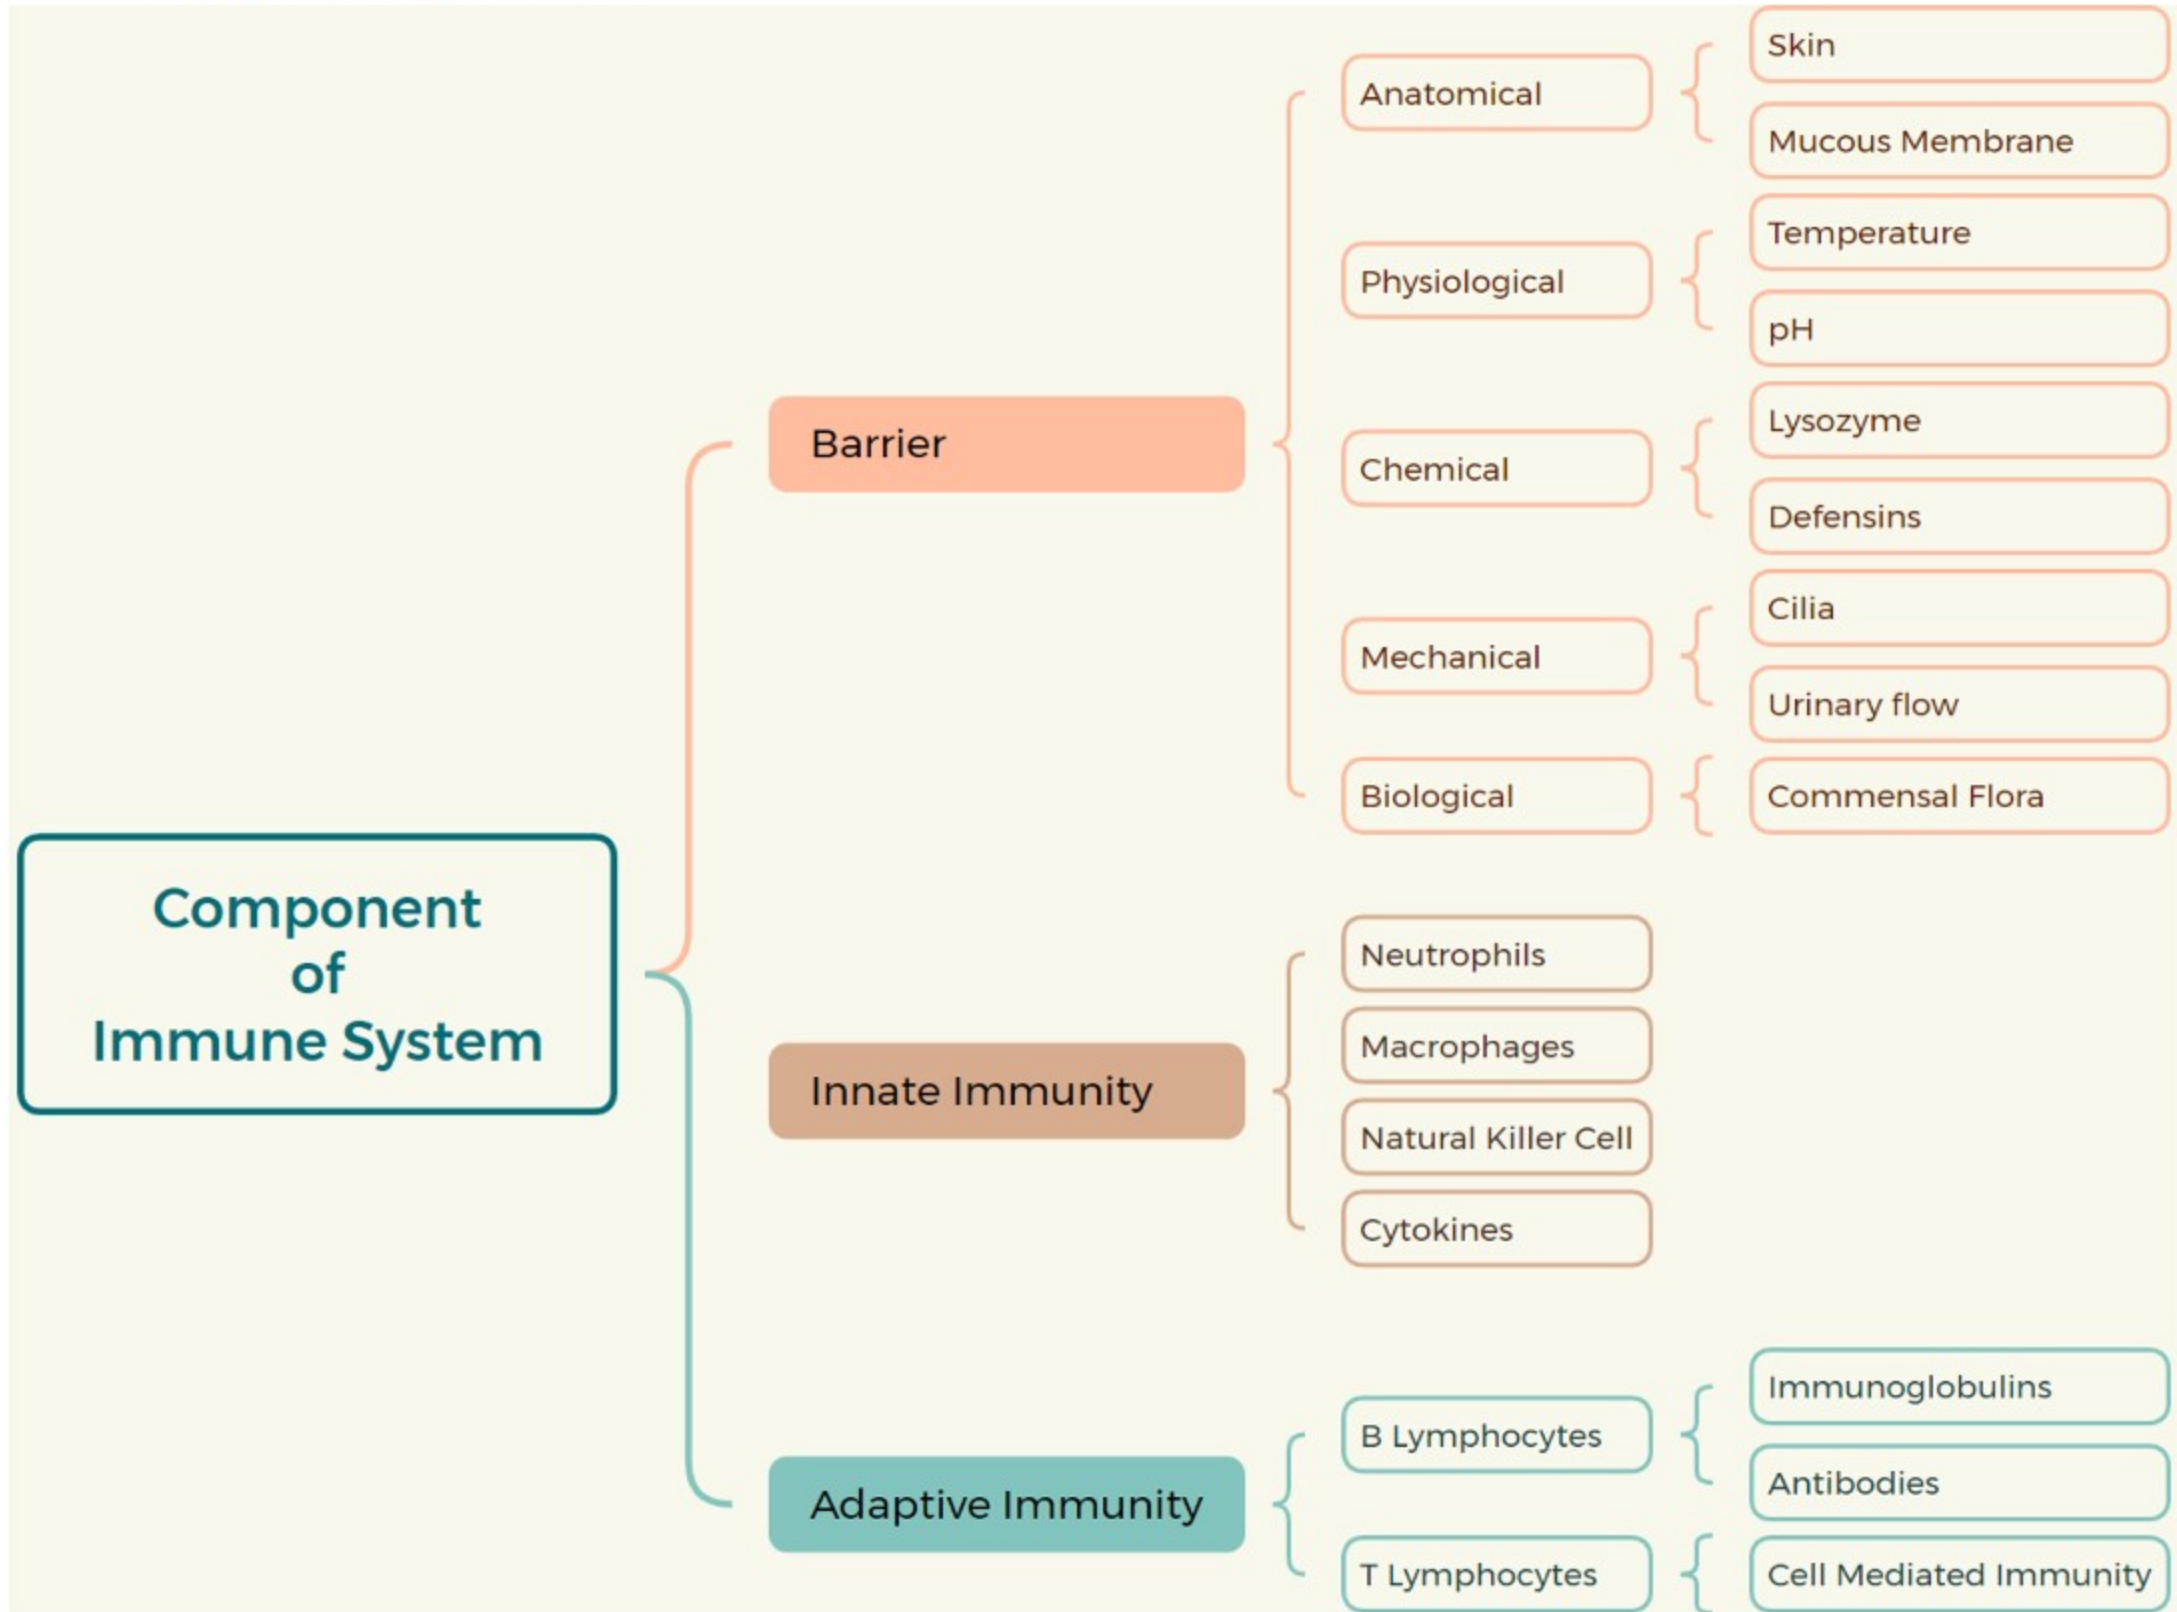 Component
of
Immune System
Barrier
Anatomical
Skin
Mucous Membrane
Physiological
Temperature
pH
Chemical
Lysozyme
Defensins
Mechanical
Cilia
Urinary flow
Biological
Commensal Flora
Innate Immunity
Neutrophils
Macrophages
Natural Killer Cell
Cytokines
Adaptive Immunity
B Lymphocytes
Immunoglobulins
Antibodies
T Lymphocytes
Cell Mediated Immunity